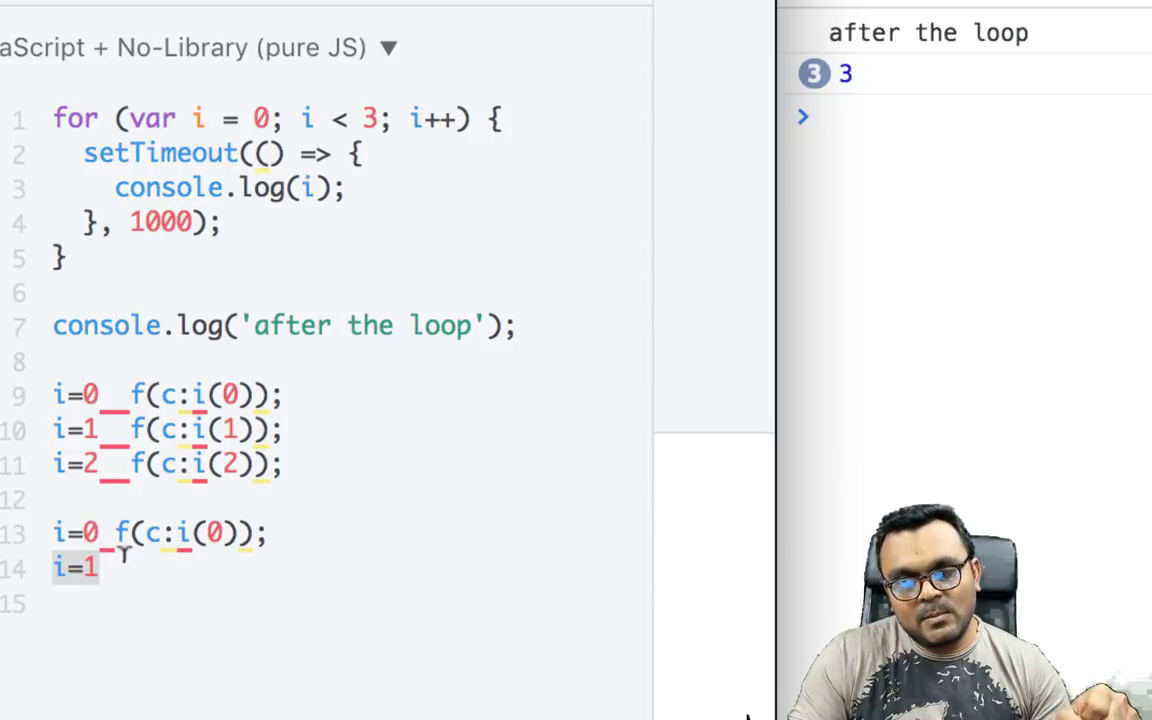 aScript + No-Library (pure JS) ▼
1 for (var i = 0; i < 3; i++) {
2 setTimeout(() => {
3 console.log(i);
4 }, 1000);
5 }
6
7 console.log('after the loop');
8
9 i=0 f(c:i(0));
10 i=1 f(c:i(1));
11 i=2 f(c:i(2));
12
13 i=0 f(c:i(0));
14 i=1
15
after the loop
3 3
>